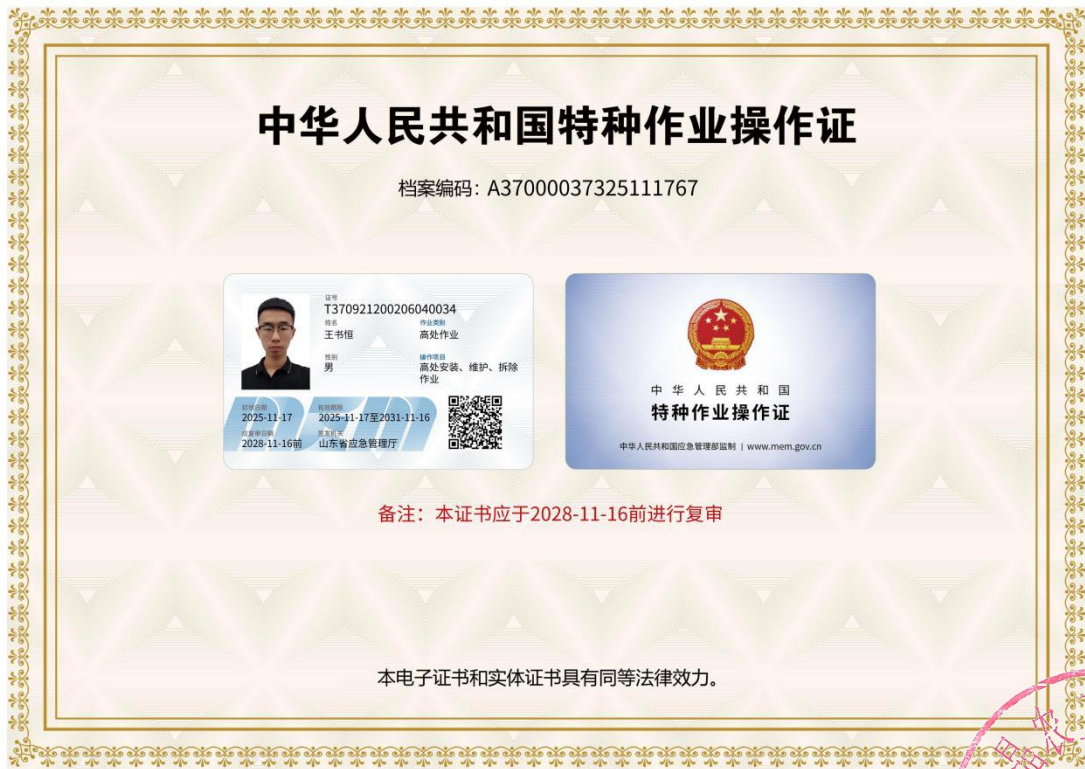 中华人民共和国特种作业操作证
档案编码：A37000037325111767
证号
T370921200206040034
姓名
王书恒
作业类别
高处作业
性别
男
操作项目
高处安装、维护、拆除
作业
初领日期
2025-11-17
有效期限
2025-11-17至2031-11-16
应复审日期
2028-11-16前
签发机关
山东省应急管理厅
中华人民共和国
特种作业操作证
中华人民共和国应急管理部监制 | www.mem.gov.cn
备注：本证书应于2028-11-16前进行复审
本电子证书和实体证书具有同等法律效力。